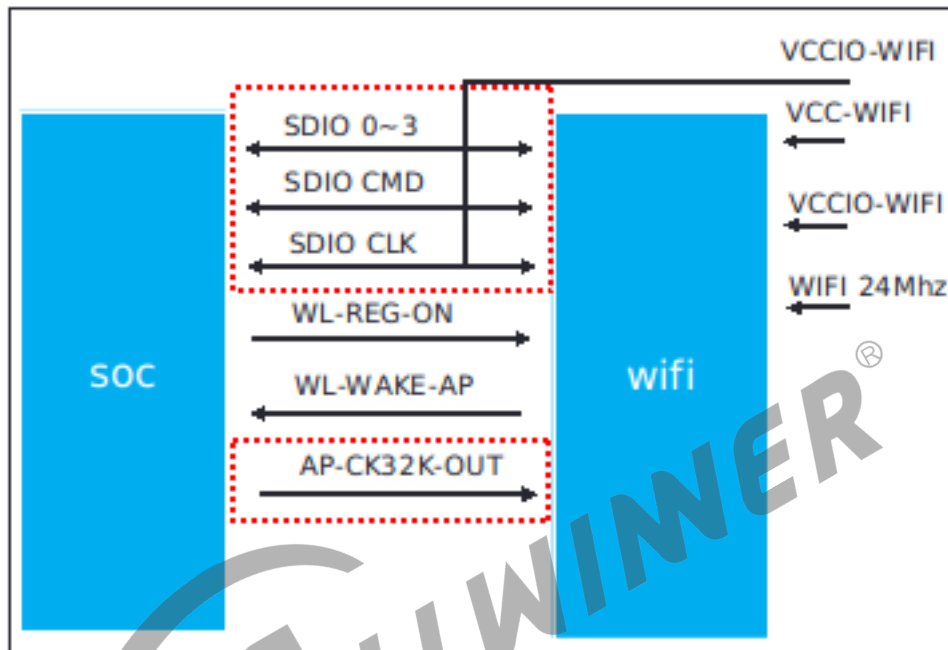 VCCIO-WIFI
VCC-WIFI
SDIO 0~3
SDIO CMD
VCCIO-WIFI
SDIO CLK
WIFI 24Mhz
WL-REG-ON
soc
wifi
WL-WAKE-AP
AP-CK32K-OUT
WINNER®